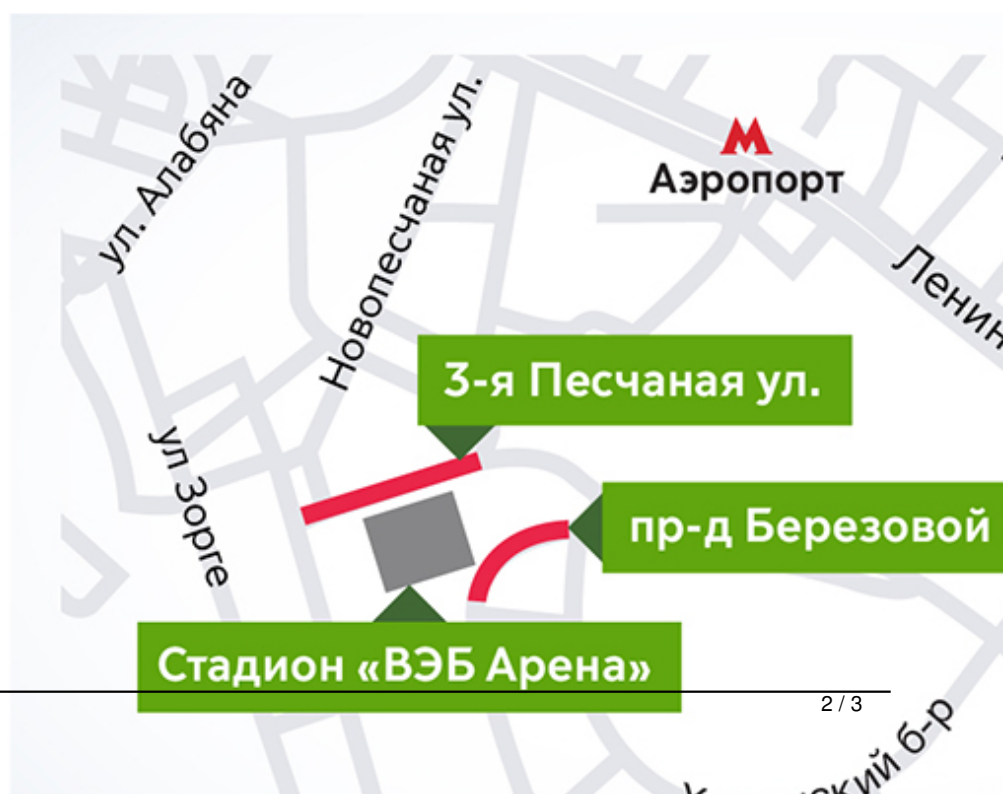 ул. Алабяна
Новопесчаная ул.
М
Аэропорт
Ленин
3-я Песчаная ул.
ул Зорге
пр-д Березовой
Стадион «ВЭБ Арена»
2 / 3
ский б-р